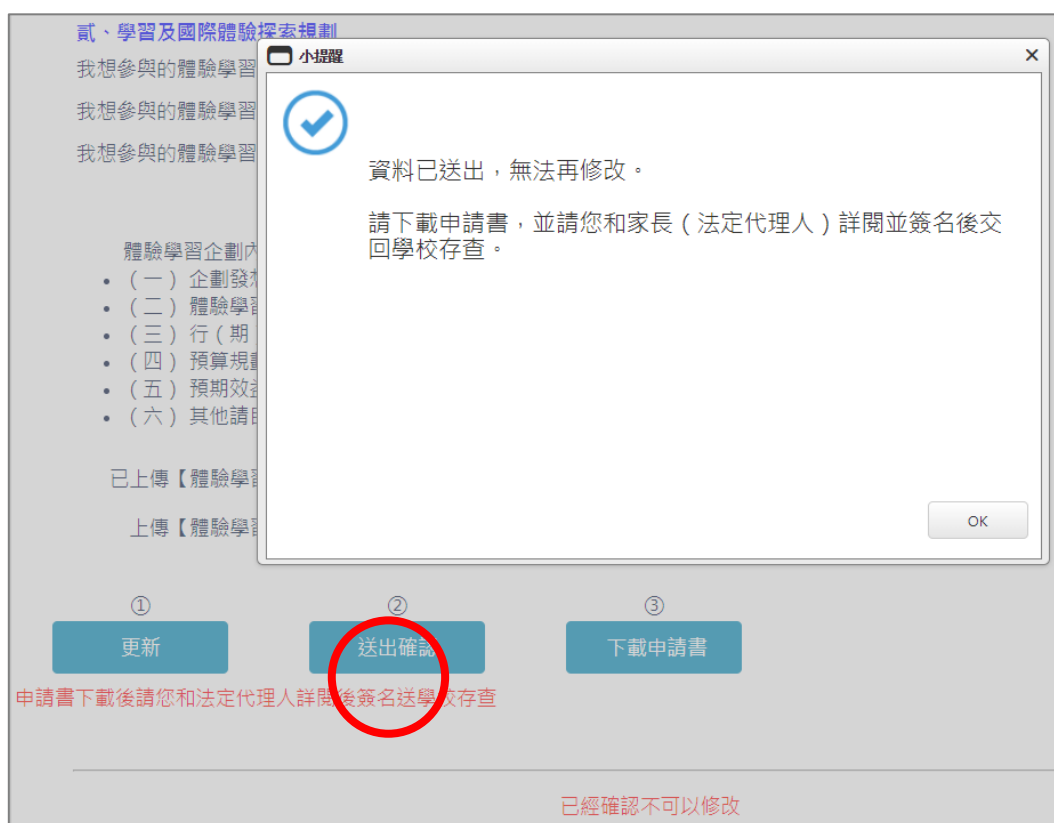 貳、學習及國際體驗探索規劃
小提醒
我想參與的體驗學習
我想參與的體驗學習
我想參與的體驗學習
資料已送出，無法再修改。
請下載申請書，並請您和家長（法定代理人）詳閱並簽名後交
回學校存查。
體驗學習企劃內
• （一）企劃發想
• （二）體驗學習
• （三）行（期
• （四）預算規劃
• （五）預期效益
• （六）其他請
已上傳【體驗學習
上傳【體驗學習
OK
① ② ③
更新 送出確認 下載申請書
申請書下載後請您和法定代理人詳閱後簽名送學校存查
已經確認不可以修改